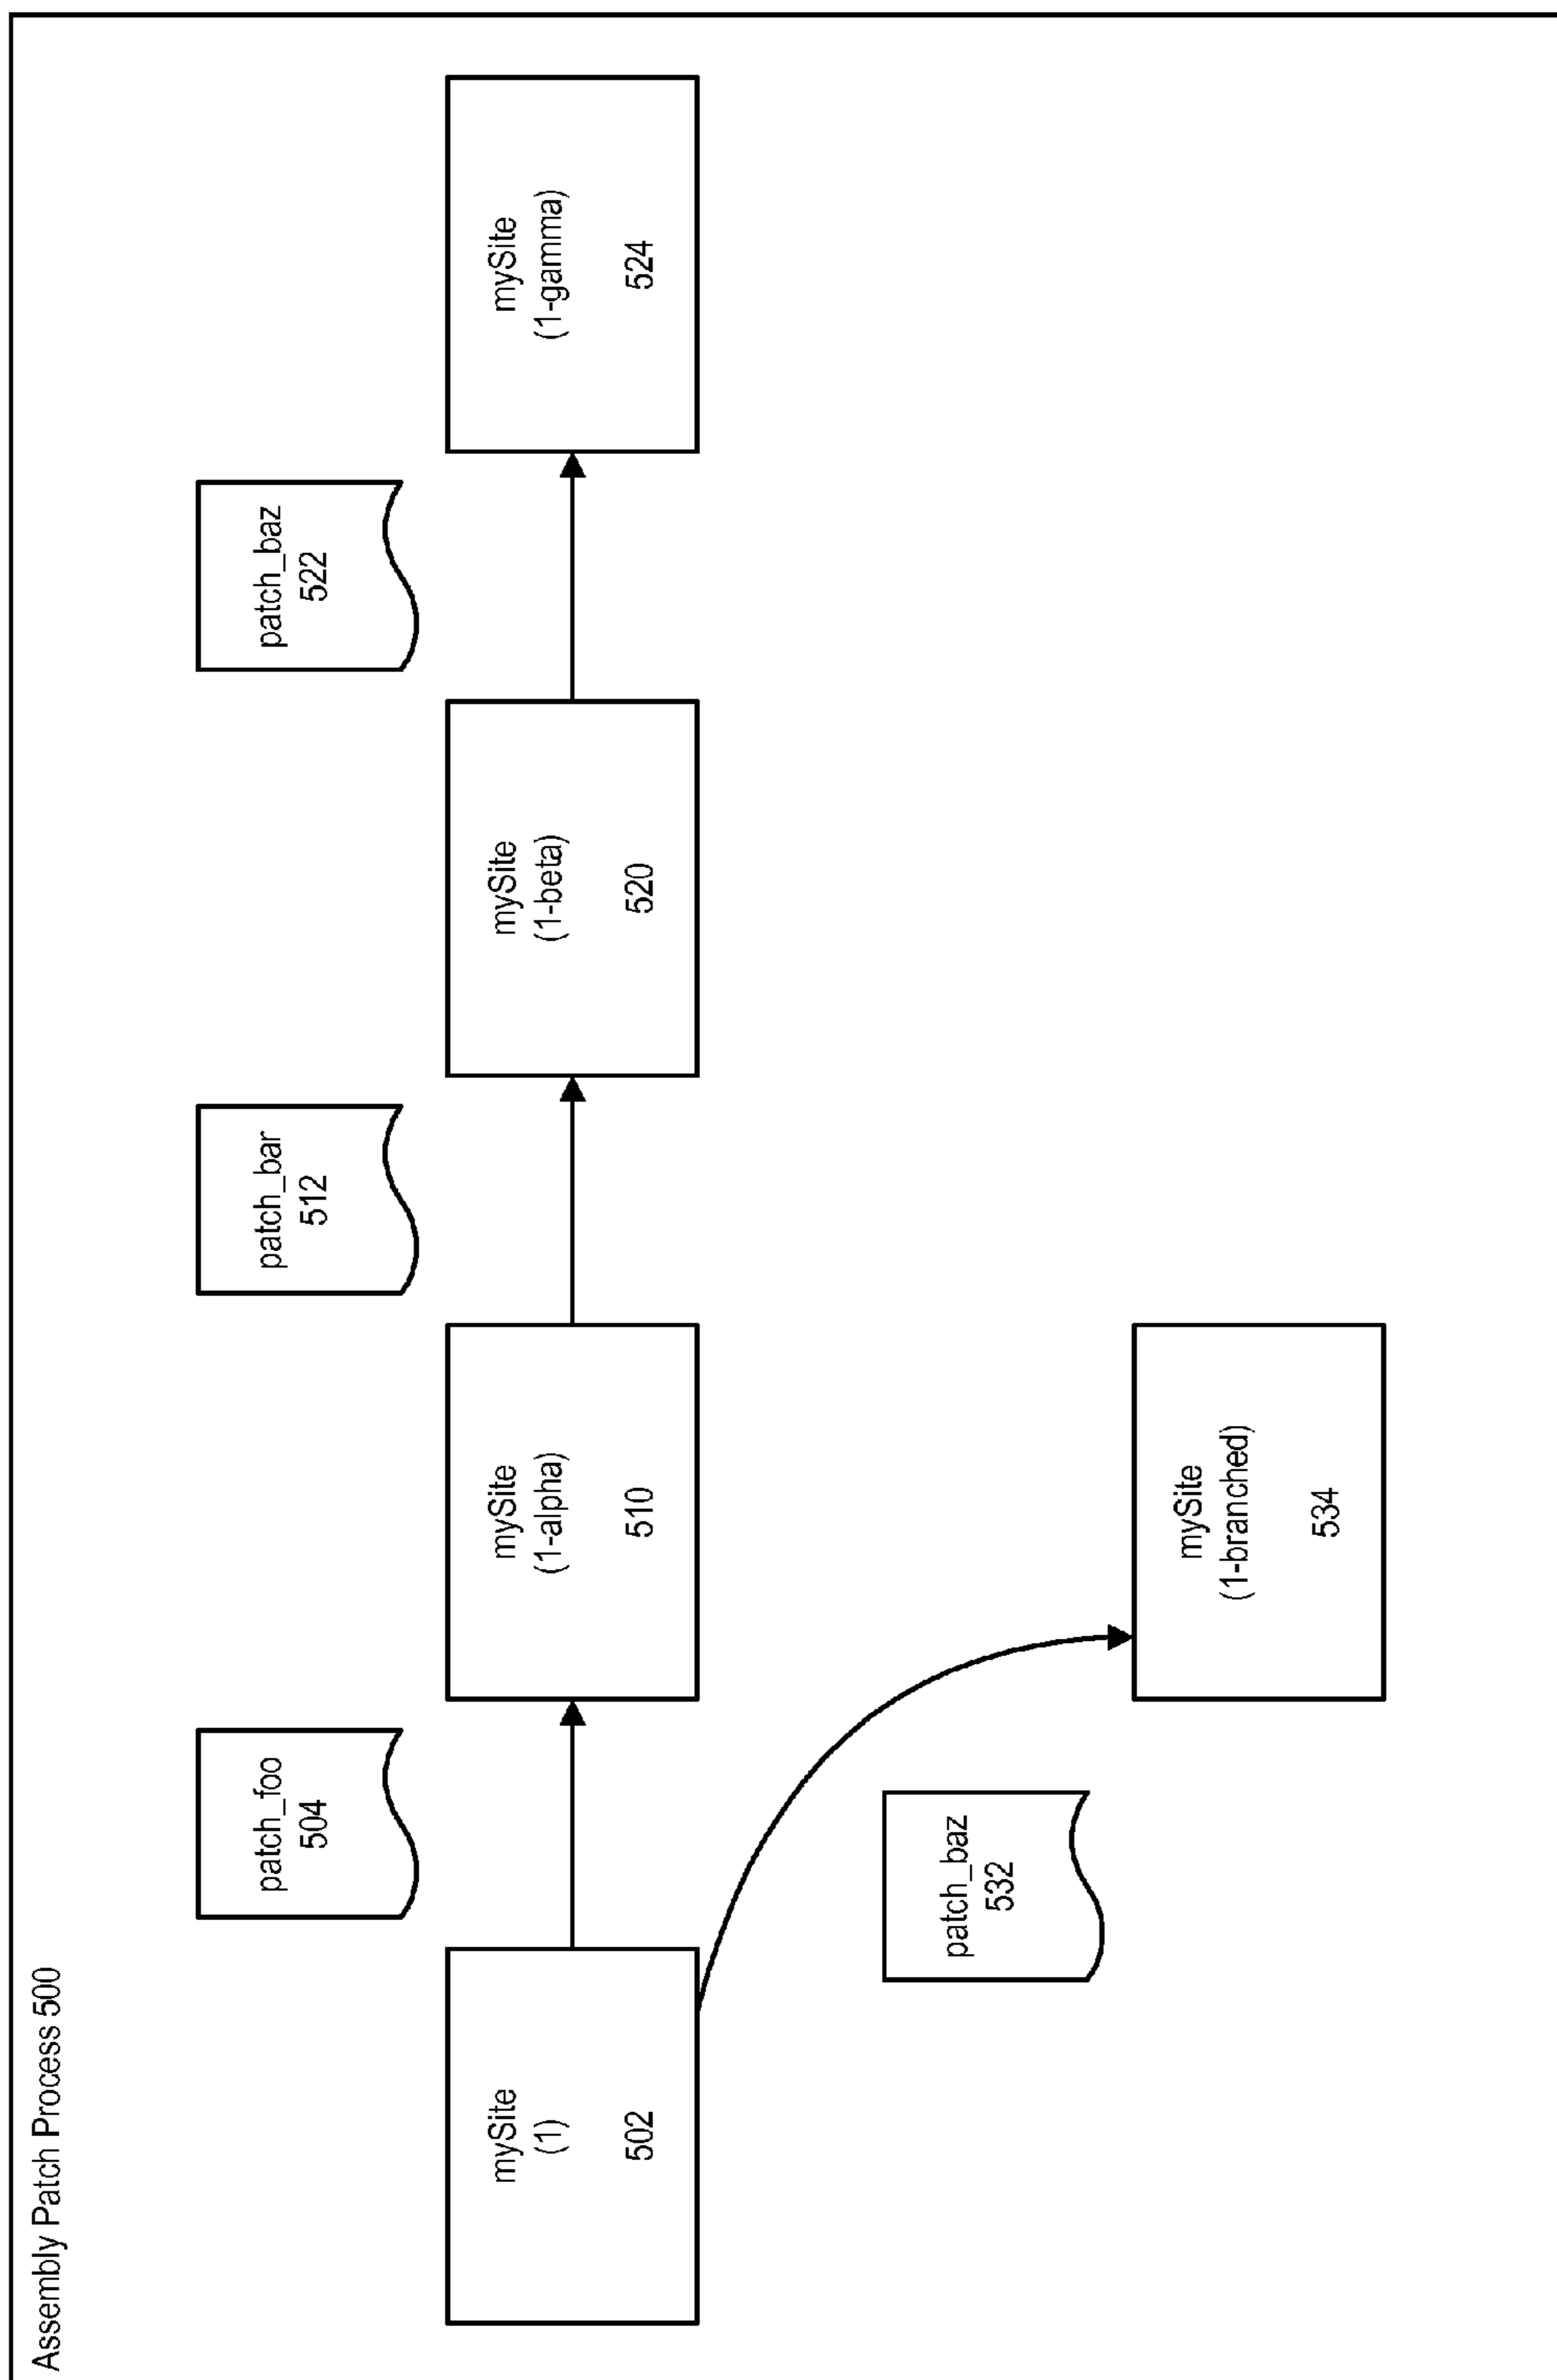 Assembly Patch Process 500
patch_foo
504
patch_bar
512
patch_baz
522
mySite
(1)
502
mySite
(1-alpha)
510
mySite
(1-beta)
520
mySite
(1-gamma)
524
patch_baz
532
mySite
(1-branched)
534